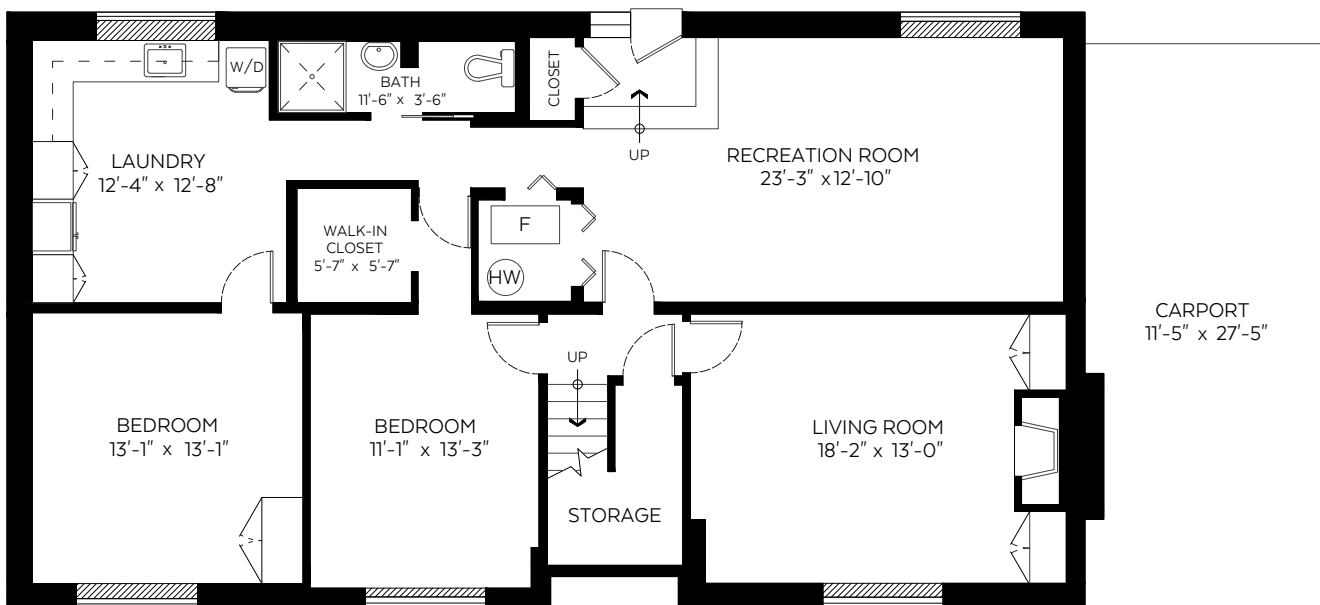 W/D
BATH
11'-6" x 3'-6"
CLOSET
UP
LAUNDRY
12'-4" x 12'-8"
RECREATION ROOM
23'-3" x 12'-10"
WALK-IN
CLOSET
5'-7" x 5'-7"
F
HW
CARPORT
11'-5" x 27'-5"
UP
BEDROOM
13'-1" x 13'-1"
BEDROOM
11'-1" x 13'-3"
LIVING ROOM
18'-2" x 13'-0"
STORAGE